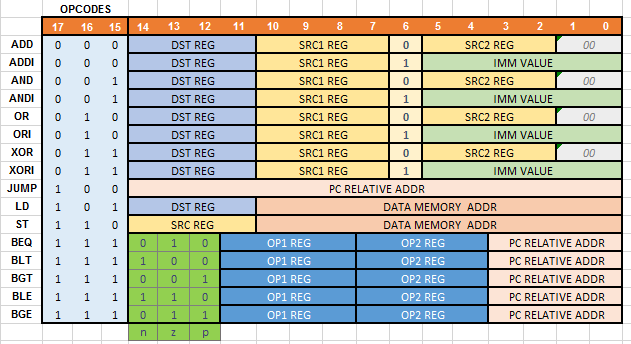 OPCODES
17 16 15 14 13 12 11 10 9 8 7 6 5 4 3 2 1 0
ADD 0 0 0 DST REG SRC1 REG 0 SRC2 REG 00
ADDI 0 0 0 DST REG SRC1 REG 1 IMM VALUE
AND 0 0 1 DST REG SRC1 REG 0 SRC2 REG 00
ANDI 0 0 1 DST REG SRC1 REG 1 IMM VALUE
OR 0 1 0 DST REG SRC1 REG 0 SRC2 REG 00
ORI 0 1 0 DST REG SRC1 REG 1 IMM VALUE
XOR 0 1 1 DST REG SRC1 REG 0 SRC2 REG 00
XORI 0 1 1 DST REG SRC1 REG 1 IMM VALUE
JUMP 1 0 0 PC RELATIVE ADDR
LD 1 0 1 DST REG DATA MEMORY ADDR
ST 1 1 0 SRC REG DATA MEMORY ADDR
BEQ 1 1 1 0 1 0 OP1 REG OP2 REG PC RELATIVE ADDR
BLT 1 1 1 1 0 0 OP1 REG OP2 REG PC RELATIVE ADDR
BGT 1 1 1 0 0 1 OP1 REG OP2 REG PC RELATIVE ADDR
BLE 1 1 1 1 1 0 OP1 REG OP2 REG PC RELATIVE ADDR
BGE 1 1 1 0 1 1 OP1 REG OP2 REG PC RELATIVE ADDR
n z p